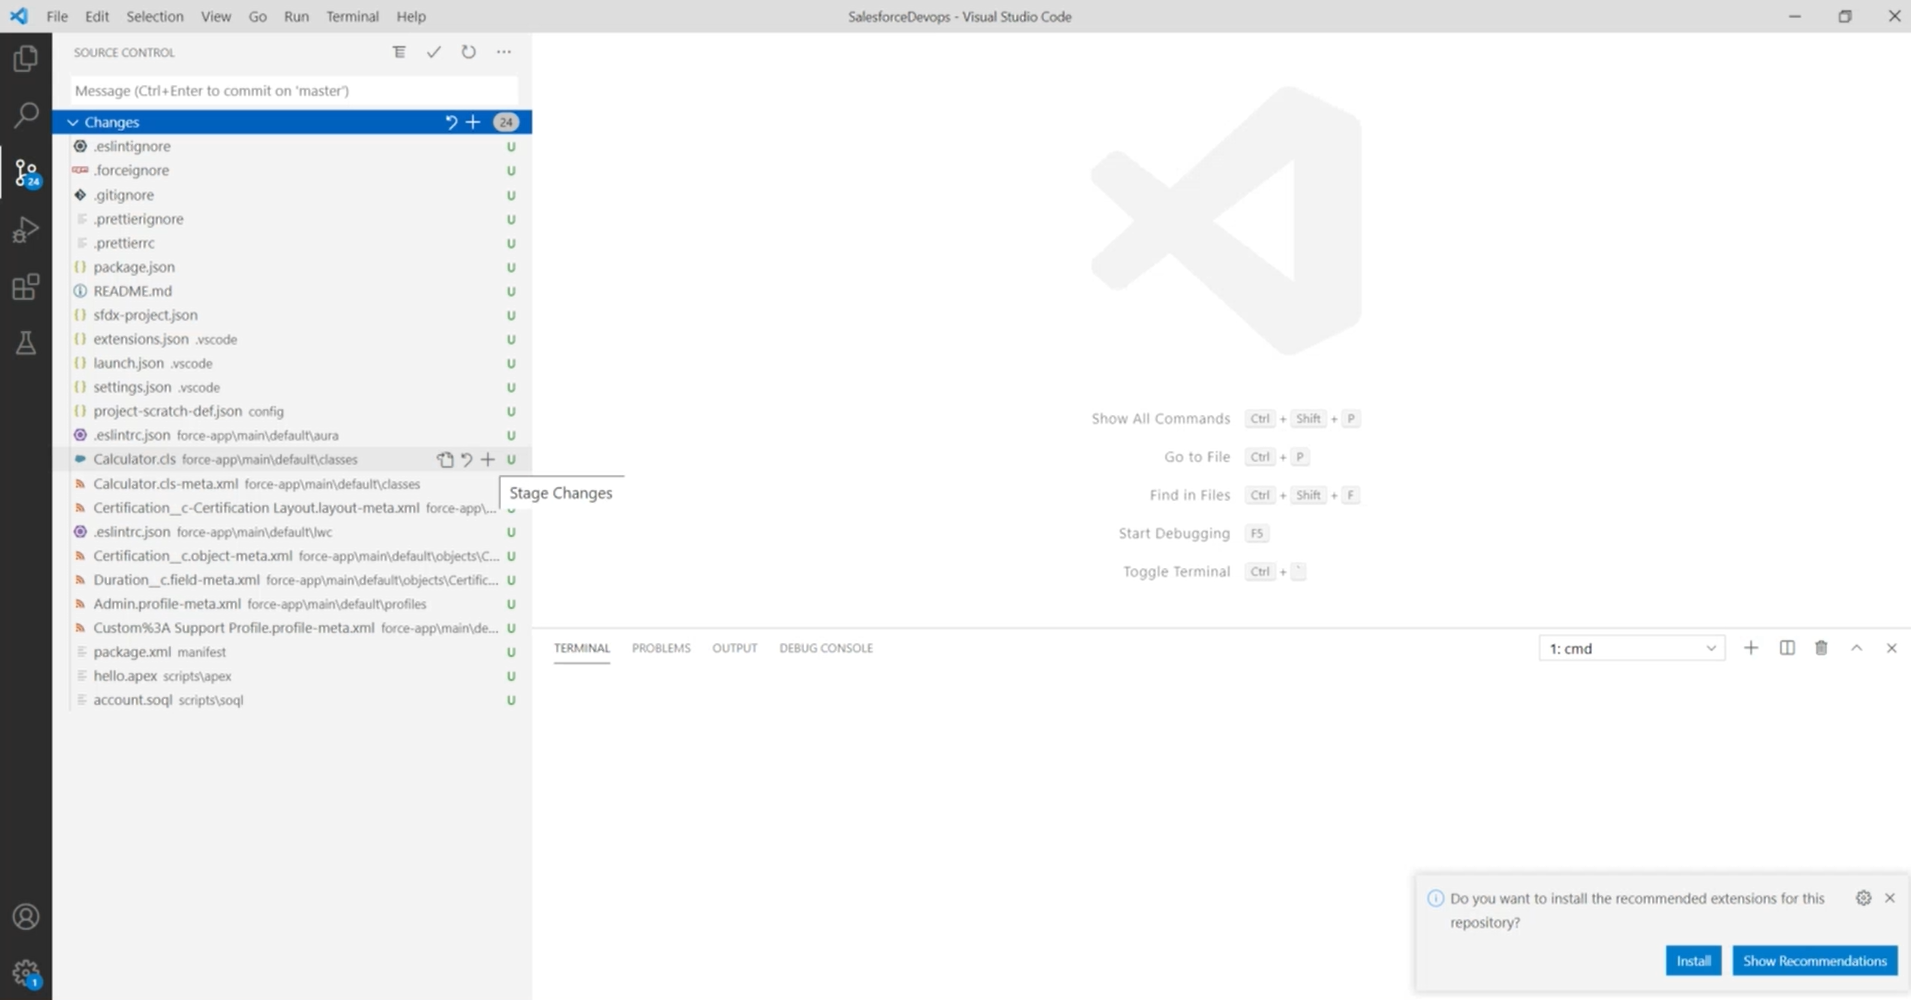 File Edit Selection View Go Run Terminal Help
SalesforceDevops - Visual Studio Code
SOURCE CONTROL
Message (Ctrl+Enter to commit on 'master')
Changes 24
.eslintignore U
.forceignore U
24
.gitignore U
.prettierignore U
.prettierrc U
package.json U
README.md U
sfdx-project.json U
extensions.json .vscode U
launch.json .vscode U
settings.json .vscode U
project-scratch-def.json config U
.eslintrc.json force-app\main\default\aura U
Calculator.cls force-app\main\default\classes U
Calculator.cls-meta.xml force-app\main\default\classes
Stage Changes
Certification__c-Certification Layout.layout-meta.xml force-app\...
.eslintrc.json force-app\main\default\lwc U
Certification__c.object-meta.xml force-app\main\default\objects\C... U
Duration__c.field-meta.xml force-app\main\default\objects\Certific... U
Admin.profile-meta.xml force-app\main\default\profiles U
Custom%3A Support Profile.profile-meta.xml force-app\main\de... U
package.xml manifest U
hello.apex scripts\apex U
account.soql scripts\soql U
1
Show All Commands Ctrl + Shift + P
Go to File Ctrl + P
Find in Files Ctrl + Shift + F
Start Debugging F5
Toggle Terminal Ctrl + `
TERMINAL PROBLEMS OUTPUT DEBUG CONSOLE
1: cmd
Do you want to install the recommended extensions for this
repository?
Install Show Recommendations